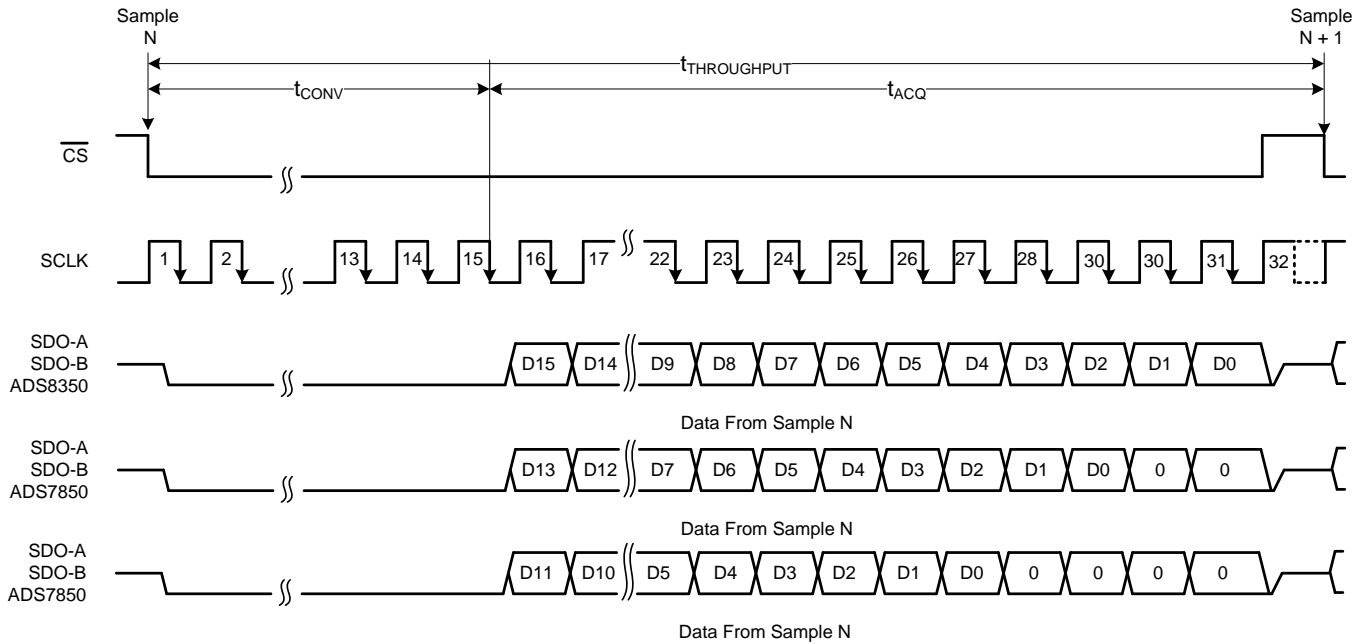 Sample
N
Sample
N + 1
tTHROUGHPUT
tCONV
tACQ
CS
SCLK
1 2 13 14 15 16 17 22 23 24 25 26 27 28 30 30 31 32
SDO-A
SDO-B
ADS8350
D15 D14 D9 D8 D7 D6 D5 D4 D3 D2 D1 D0
Data From Sample N
SDO-A
SDO-B
ADS7850
D13 D12 D7 D6 D5 D4 D3 D2 D1 D0 0 0
Data From Sample N
SDO-A
SDO-B
ADS7850
D11 D10 D5 D4 D3 D2 D1 D0 0 0 0 0
Data From Sample N